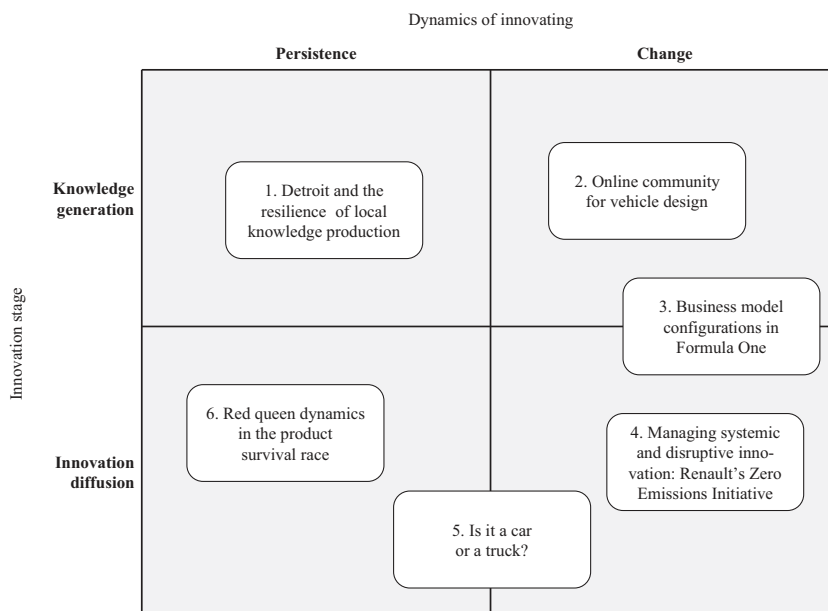 Dynamics of innovating
Persistence
Change
Innovation stage
Knowledge
generation
1. Detroit and the
resilience of local
knowledge production
2. Online community
for vehicle design
3. Business model
configurations in
Formula One
Innovation
diffusion
6. Red queen dynamics
in the product
survival race
4. Managing systemic
and disruptive inno-
vation: Renault's Zero
Emissions Initiative
5. Is it a car
or a truck?